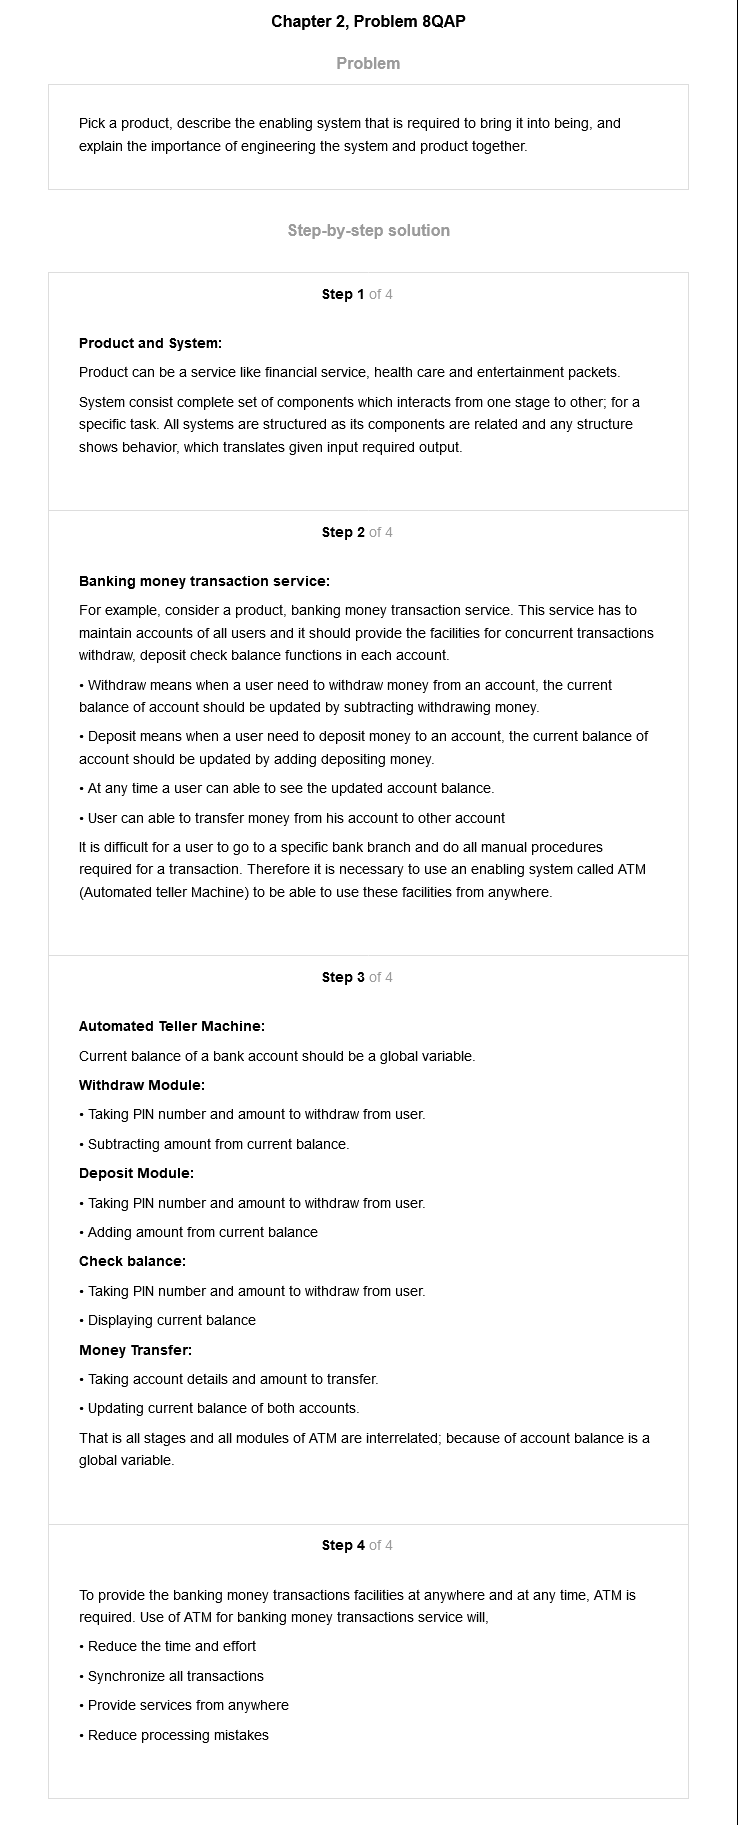 Chapter 2, Problem 8QAP
Problem
Pick a product, describe the enabling system that is required to bring it into being, and
explain the importance of engineering the system and product together.
Step-by-step solution
Step 1 of 4
Product and System:
Product can be a service like financial service, health care and entertainment packets.
System consist complete set of components which interacts from one stage to other; for a
specific task. All systems are structured as its components are related and any structure
shows behavior, which translates given input required output.
Step 2 of 4
Banking money transaction service:
For example, consider a product, banking money transaction service. This service has to
maintain accounts of all users and it should provide the facilities for concurrent transactions
withdraw, deposit check balance functions in each account.
• Withdraw means when a user need to withdraw money from an account, the current
balance of account should be updated by subtracting withdrawing money.
• Deposit means when a user need to deposit money to an account, the current balance of
account should be updated by adding depositing money.
• At any time a user can able to see the updated account balance.
• User can able to transfer money from his account to other account
It is difficult for a user to go to a specific bank branch and do all manual procedures
required for a transaction. Therefore it is necessary to use an enabling system called ATM
(Automated teller Machine) to be able to use these facilities from anywhere.
Step 3 of 4
Automated Teller Machine:
Current balance of a bank account should be a global variable.
Withdraw Module:
• Taking PIN number and amount to withdraw from user.
• Subtracting amount from current balance.
Deposit Module:
• Taking PIN number and amount to withdraw from user.
• Adding amount from current balance
Check balance:
• Taking PIN number and amount to withdraw from user.
• Displaying current balance
Money Transfer:
• Taking account details and amount to transfer.
• Updating current balance of both accounts.
That is all stages and all modules of ATM are interrelated; because of account balance is a
global variable.
Step 4 of 4
To provide the banking money transactions facilities at anywhere and at any time, ATM is
required. Use of ATM for banking money transactions service will,
• Reduce the time and effort
• Synchronize all transactions
• Provide services from anywhere
• Reduce processing mistakes